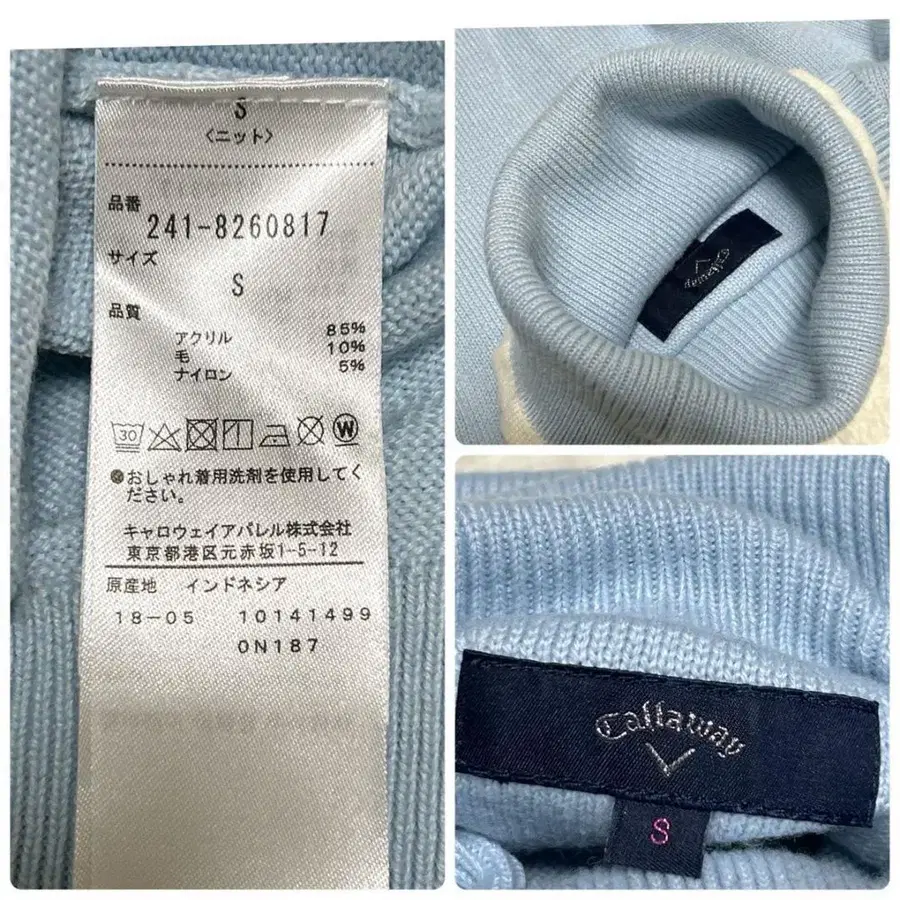 S
〈ニット〉
品番
241-8260817
サイズ
S
品質
アクリル 85%
毛 10%
ナイロン 5%
30
W
●おしゃれ着用洗剤を使用してく
ださい。
キャロウェイアパレル株式会社
東京都港区元赤坂1-5-12
原産地 インドネシア
18-05 10141499
0N187
Callaway
Callaway
S